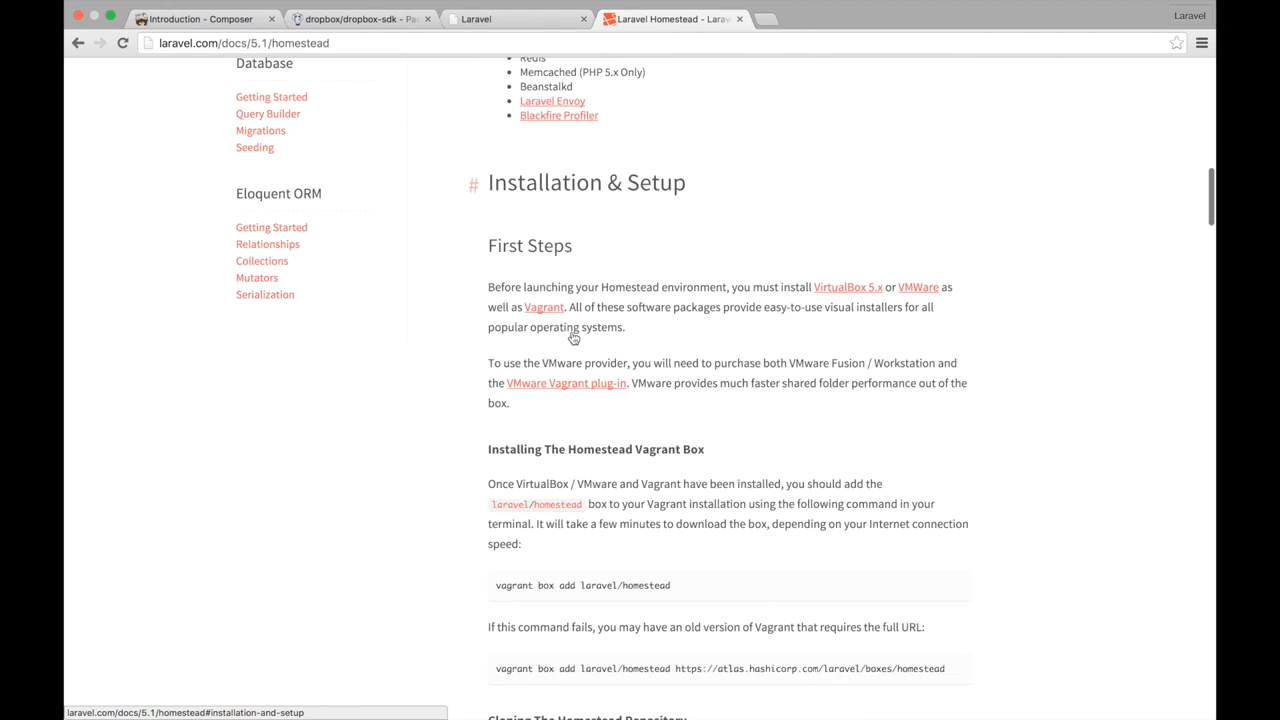 Introduction - Composer
dropbox/dropbox-sdk - Pac
Laravel
Laravel Homestead - Larav
Laravel
laravel.com/docs/5.1/homestead
Database
Getting Started
Query Builder
Migrations
Seeding
Eloquent ORM
Getting Started
Relationships
Collections
Mutators
Serialization
Redis
Memcached (PHP 5.x Only)
Beanstalkd
Laravel Envoy
Blackfire Profiler
# Installation & Setup
First Steps
Before launching your Homestead environment, you must install VirtualBox 5.x or VMWare as
well as Vagrant. All of these software packages provide easy-to-use visual installers for all
popular operating systems.
To use the VMware provider, you will need to purchase both VMware Fusion / Workstation and
the VMware Vagrant plug-in. VMware provides much faster shared folder performance out of the
box.
Installing The Homestead Vagrant Box
Once VirtualBox / VMware and Vagrant have been installed, you should add the
laravel/homestead box to your Vagrant installation using the following command in your
terminal. It will take a few minutes to download the box, depending on your Internet connection
speed:
vagrant box add laravel/homestead
If this command fails, you may have an old version of Vagrant that requires the full URL:
vagrant box add laravel/homestead https://atlas.hashicorp.com/laravel/boxes/homestead
Cloning The Homestead Repository
laravel.com/docs/5.1/homestead#installation-and-setup